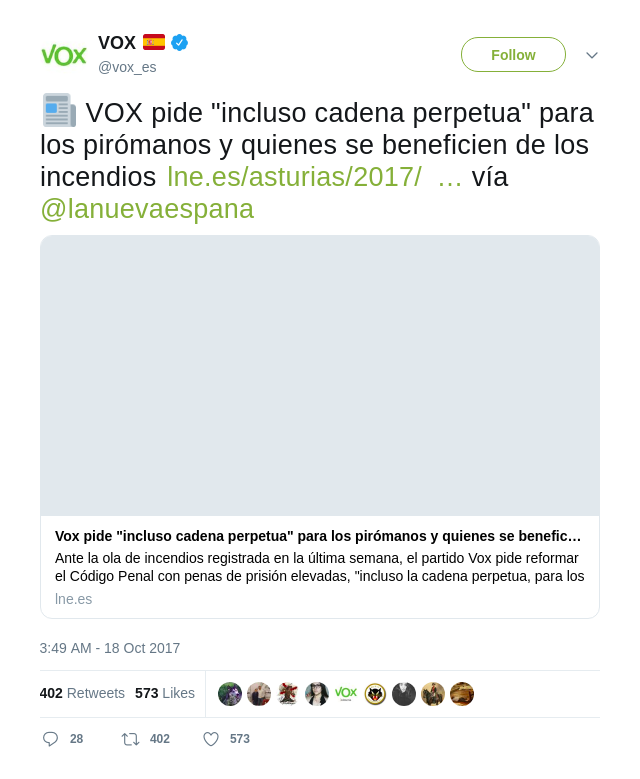 VOX
VOX
@vox_es
Follow
VOX pide "incluso cadena perpetua" para
los pirómanos y quienes se beneficien de los
incendios lne.es/asturias/2017/ … vía
@lanuevaespana
Vox pide "incluso cadena perpetua" para los pirómanos y quienes se benefic…
Ante la ola de incendios registrada en la última semana, el partido Vox pide reformar
el Código Penal con penas de prisión elevadas, "incluso la cadena perpetua, para los
lne.es
3:49 AM - 18 Oct 2017
402 Retweets 573 Likes
VOX
28 402 573